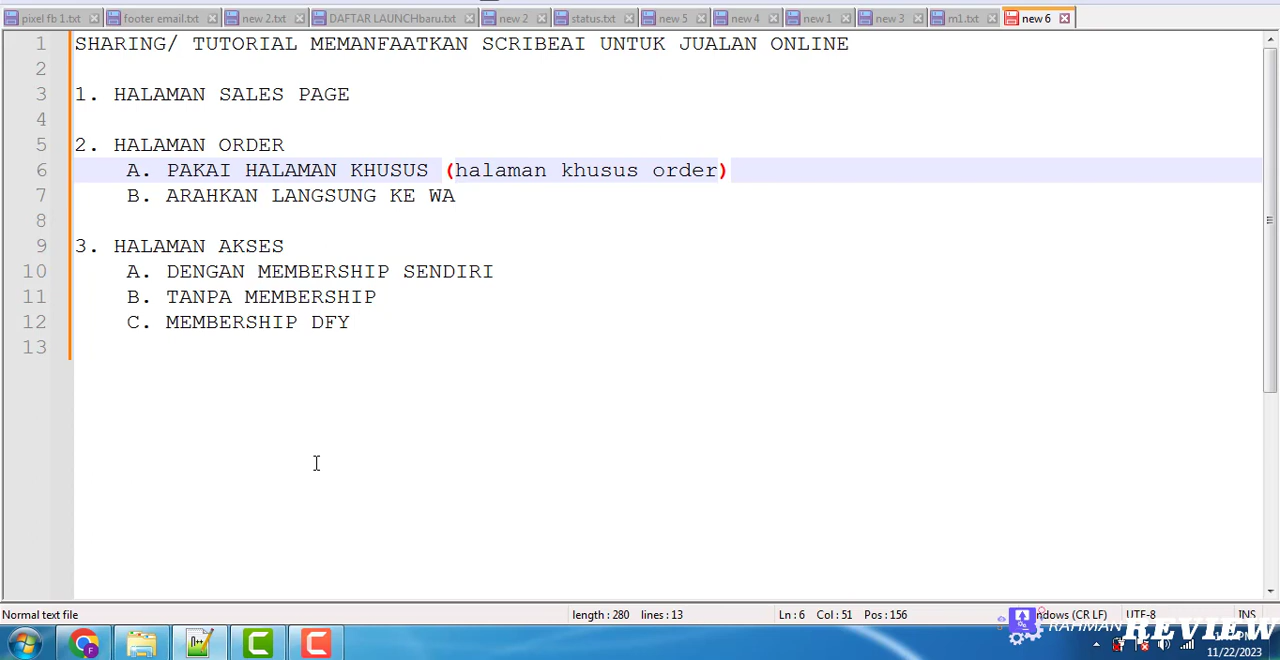 pixel fb 1.txt footer email.txt new 2.txt DAFTAR LAUNCHbaru.txt new 2 status.txt new 5 new 4 new 1 new 3 m1.txt new 6
1 SHARING/ TUTORIAL MEMANFAATKAN SCRIBEAI UNTUK JUALAN ONLINE
2
3 1. HALAMAN SALES PAGE
4
5 2. HALAMAN ORDER
6 A. PAKAI HALAMAN KHUSUS (halaman khusus order)
7 B. ARAHKAN LANGSUNG KE WA
8
9 3. HALAMAN AKSES
10 A. DENGAN MEMBERSHIP SENDIRI
11 B. TANPA MEMBERSHIP
12 C. MEMBERSHIP DFY
13
Normal text file length : 280 lines : 13 Ln : 6 Col : 51 Pos : 156 ndows (CR LF) UTF-8 INS
RAHMAN REVIEW
11/22/2023